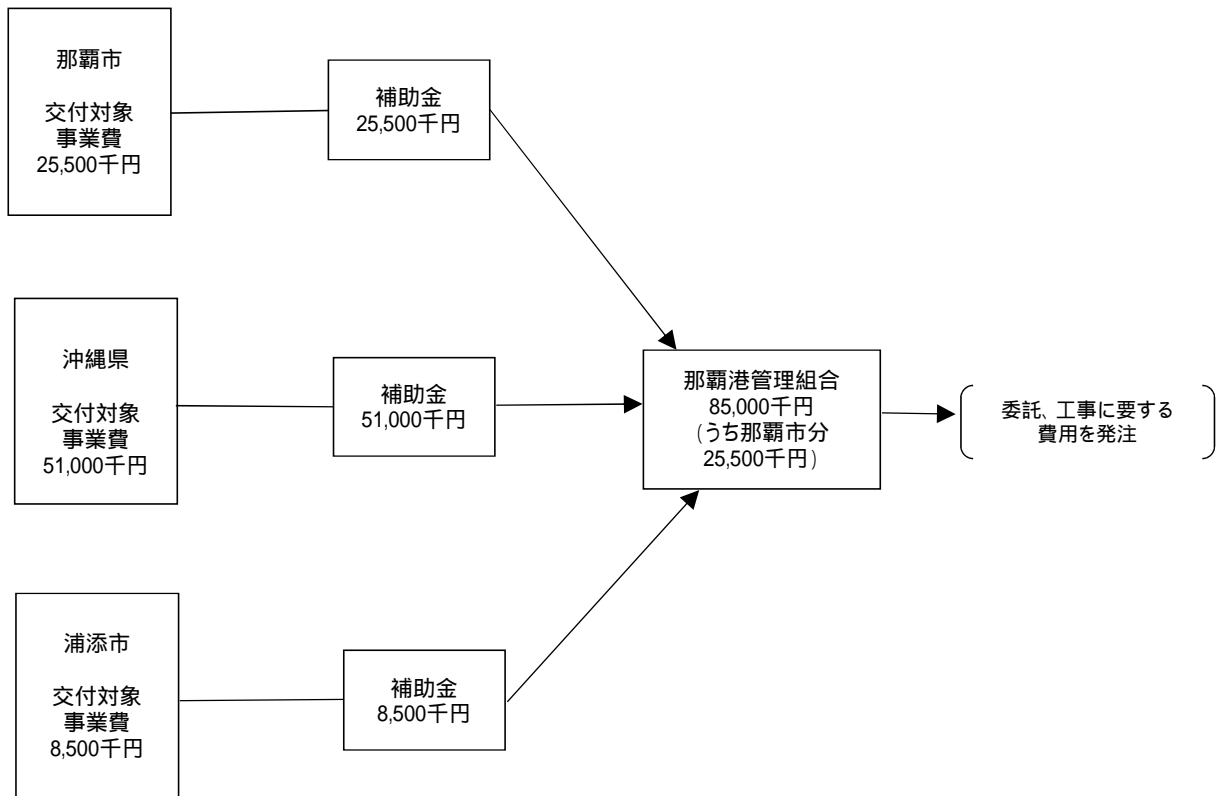 那覇市
交付対象
事業費
25,500千円
補助金
25,500千円
沖縄県
交付対象
事業費
51,000千円
補助金
51,000千円
那覇港管理組合
85,000千円
(うち那覇市分
25,500千円)
委託、工事に要する
費用を発注
浦添市
交付対象
事業費
8,500千円
補助金
8,500千円